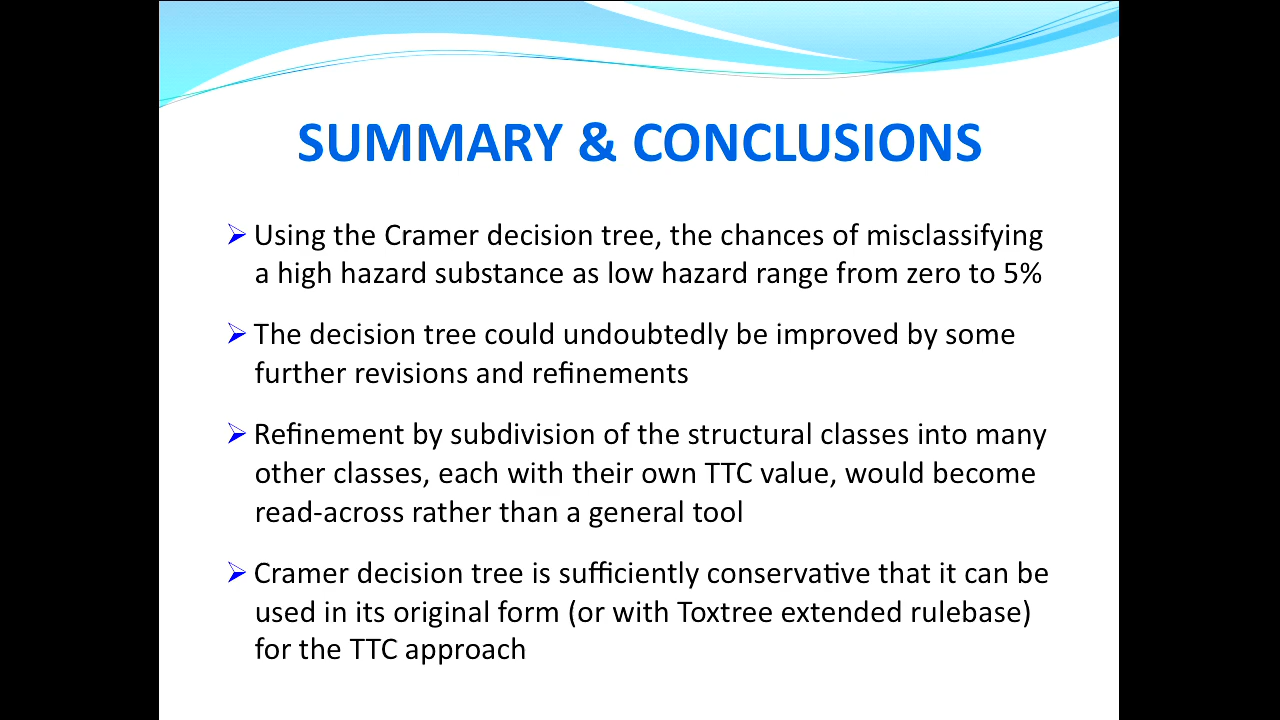 SUMMARY & CONCLUSIONS
Using the Cramer decision tree, the chances of misclassifying
a high hazard substance as low hazard range from zero to 5%
The decision tree could undoubtedly be improved by some
further revisions and refinements
Refinement by subdivision of the structural classes into many
other classes, each with their own TTC value, would become
read-across rather than a general tool
Cramer decision tree is sufficiently conservative that it can be
used in its original form (or with Toxtree extended rulebase)
for the TTC approach